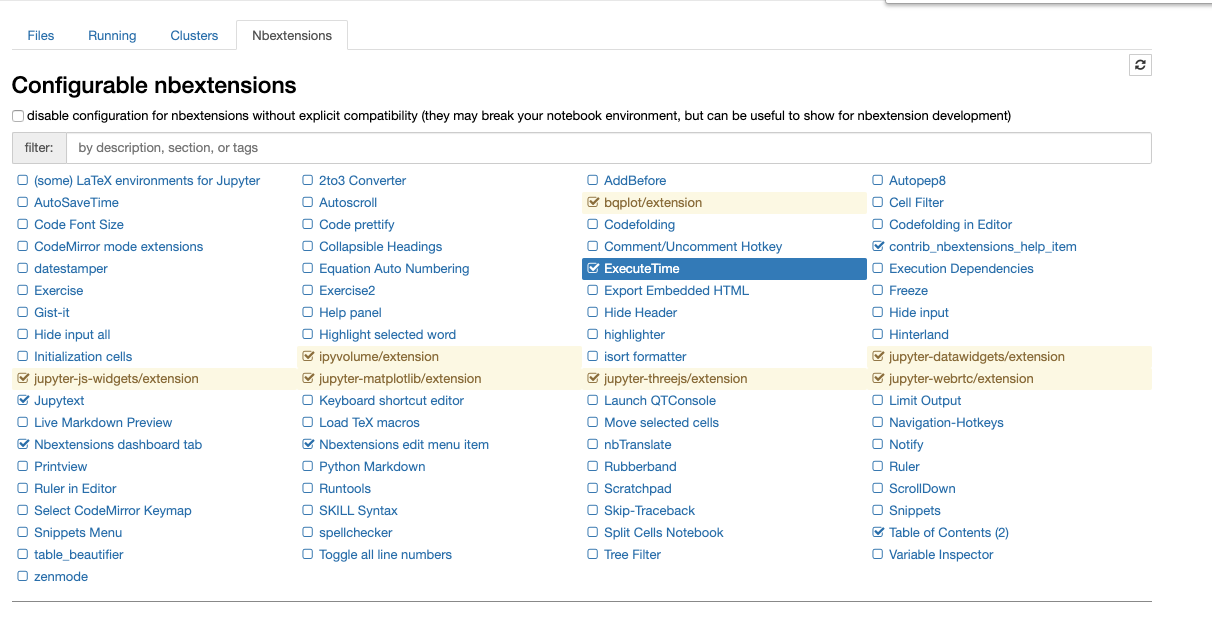 Files Running Clusters Nbextensions
Configurable nbextensions
disable configuration for nbextensions without explicit compatibility (they may break your notebook environment, but can be useful to show for nbextension development)
filter: by description, section, or tags
(some) LaTeX environments for Jupyter 2to3 Converter AddBefore Autopep8
AutoSaveTime Autoscroll bqplot/extension Cell Filter
Code Font Size Code prettify Codefolding Codefolding in Editor
CodeMirror mode extensions Collapsible Headings Comment/Uncomment Hotkey contrib_nbextensions_help_item
datestamper Equation Auto Numbering ExecuteTime Execution Dependencies
Exercise Exercise2 Export Embedded HTML Freeze
Gist-it Help panel Hide Header Hide input
Hide input all Highlight selected word highlighter Hinterland
Initialization cells ipyvolume/extension isort formatter jupyter-datawidgets/extension
jupyter-js-widgets/extension jupyter-matplotlib/extension jupyter-threejs/extension jupyter-webrtc/extension
Jupytext Keyboard shortcut editor Launch QTConsole Limit Output
Live Markdown Preview Load TeX macros Move selected cells Navigation-Hotkeys
Nbextensions dashboard tab Nbextensions edit menu item nbTranslate Notify
Printview Python Markdown Rubberband Ruler
Ruler in Editor Runtools Scratchpad ScrollDown
Select CodeMirror Keymap SKILL Syntax Skip-Traceback Snippets
Snippets Menu spellchecker Split Cells Notebook Table of Contents (2)
table_beautifier Toggle all line numbers Tree Filter Variable Inspector
zenmode